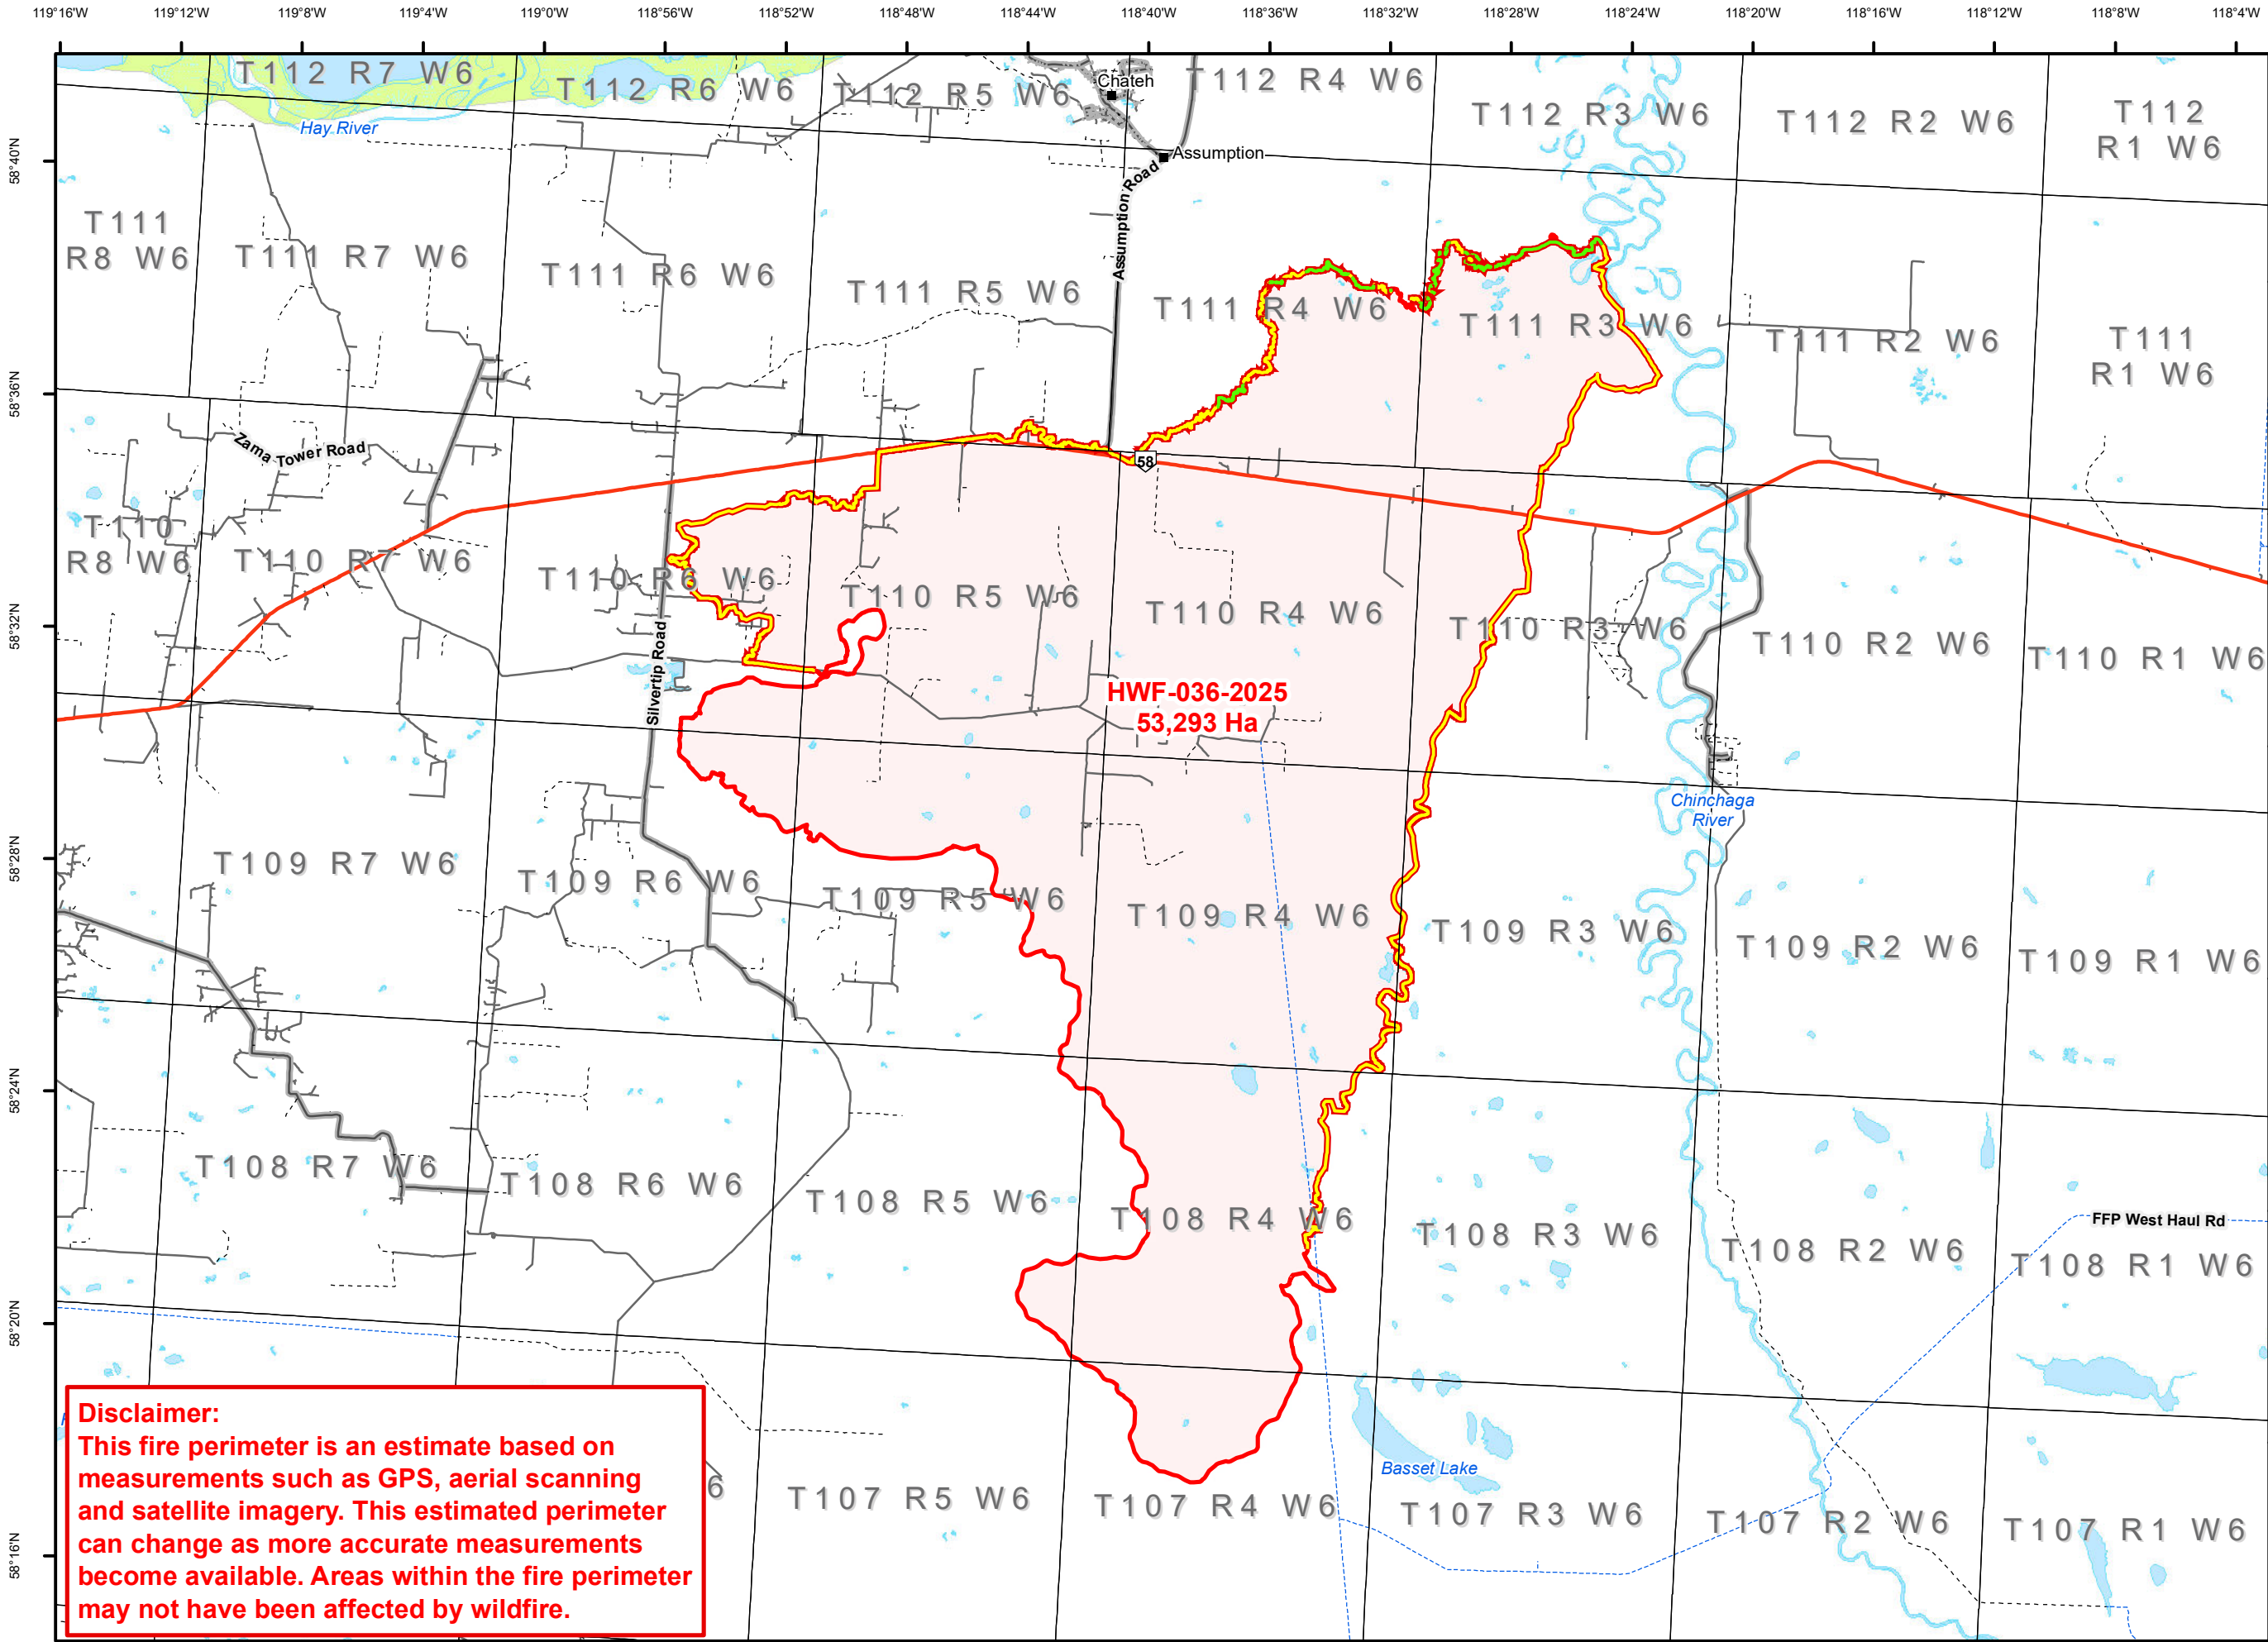 119°16'W 119°12'W 119°8'W 119°4'W 119°0'W 118°56'W 118°52'W 118°48'W 118°44'W 118°40'W 118°36'W 118°32'W 118°28'W 118°24'W 118°20'W 118°16'W 118°12'W 118°8'W 118°4'W
T112 R7 W6
T112 R6 W6
T112 R5 W6
Chateh
T112 R4 W6
T112 R3 W6
T112 R2 W6
T112
R1 W6
Hay River
58°40'N
Assumption
Assumption Road
T111
R8 W6
T111 R7 W6
T111 R6 W6
T111 R5 W6
T111 R4 W6
T111 R3 W6
T111 R2 W6
T111
R1 W6
58°36'N
Zama Tower Road
58
T110
R8 W6
T110 R7 W6
T110 R6 W6
T110 R5 W6
T110 R4 W6
T110 R3 W6
T110 R2 W6
T110 R1 W6
58°32'N
Silvertip Road
HWF-036-2025
53,293 Ha
Chinchaga
River
58°28'N
T109 R7 W6
T109 R6 W6
T109 R5 W6
T109 R4 W6
T109 R3 W6
T109 R2 W6
T109 R1 W6
58°24'N
T108 R7 W6
T108 R6 W6
T108 R5 W6
T108 R4 W6
T108 R3 W6
T108 R2 W6
FFP West Haul Rd
T108 R1 W6
58°20'N
Disclaimer:
This fire perimeter is an estimate based on
measurements such as GPS, aerial scanning
and satellite imagery. This estimated perimeter
can change as more accurate measurements
become available. Areas within the fire perimeter
may not have been affected by wildfire.
6
Basset Lake
T107 R5 W6
T107 R4 W6
T107 R3 W6
T107 R2 W6
T107 R1 W6
58°16'N